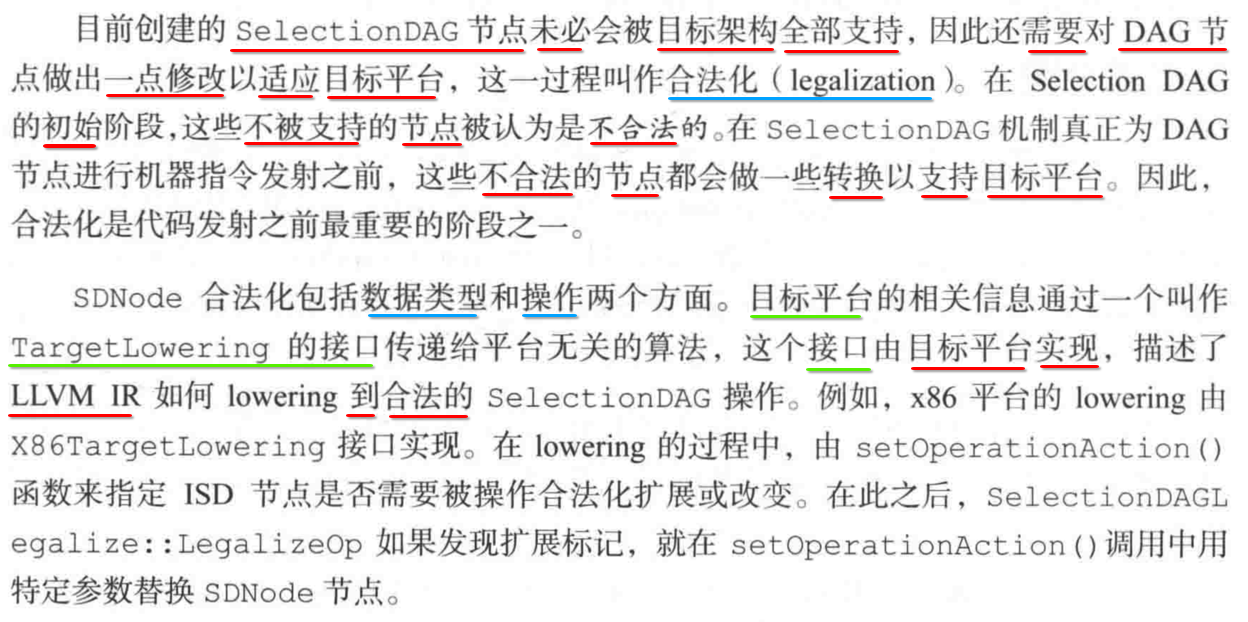 目前创建的 SelectionDAG 节点未必会被目标架构全部支持，因此还需要对 DAG 节
点做出一点修改以适应目标平台，这一过程叫作合法化（legalization）。在 Selection DAG
的初始阶段，这些不被支持的节点被认为是不合法的。在 SelectionDAG 机制真正为 DAG
节点进行机器指令发射之前，这些不合法的节点都会做一些转换以支持目标平台。因此，
合法化是代码发射之前最重要的阶段之一。
SDNode 合法化包括数据类型和操作两个方面。目标平台的相关信息通过一个叫作
TargetLowering 的接口传递给平台无关的算法，这个接口由目标平台实现，描述了
LLVM IR 如何 lowering 到合法的 SelectionDAG 操作。例如，x86 平台的 lowering 由
X86TargetLowering 接口实现。在 lowering 的过程中，由 setOperationAction()
函数来指定 ISD 节点是否需要被操作合法化扩展或改变。在此之后，SelectionDAGL
egalize::LegalizeOp 如果发现扩展标记，就在 setOperationAction()调用中用
特定参数替换 SDNode 节点。